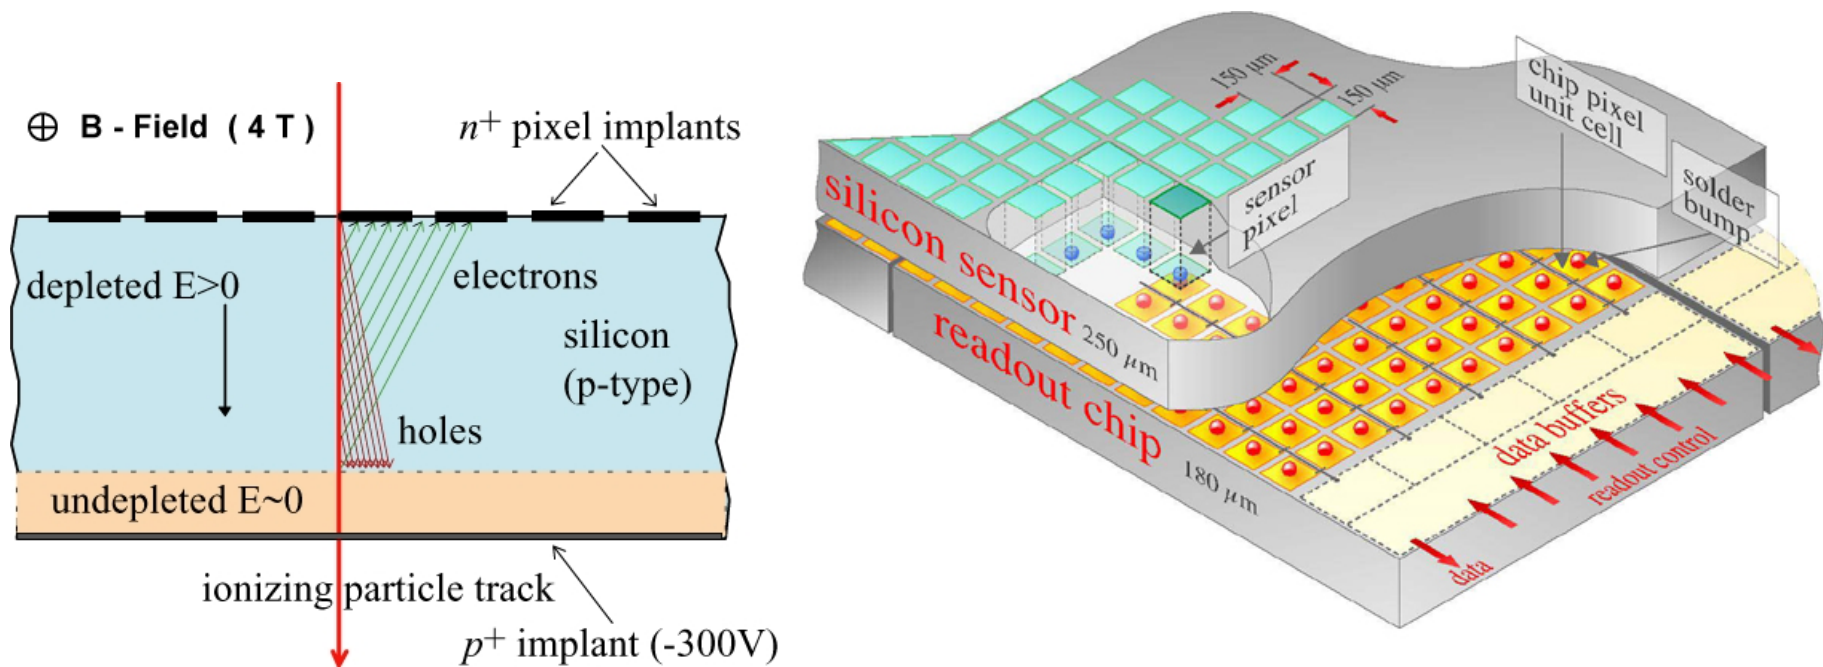 ⊕ B - Field ( 4 T )
n+ pixel implants
depleted E>0
electrons
silicon
(p-type)
holes
undepleted E~0
ionizing particle track
p+ implant (-300V)
150 µm
150 µm
chip pixel
unit cell
solder
bump
sensor
pixel
silicon sensor
250 µm
readout chip
180 µm
data buffers
readout control
data